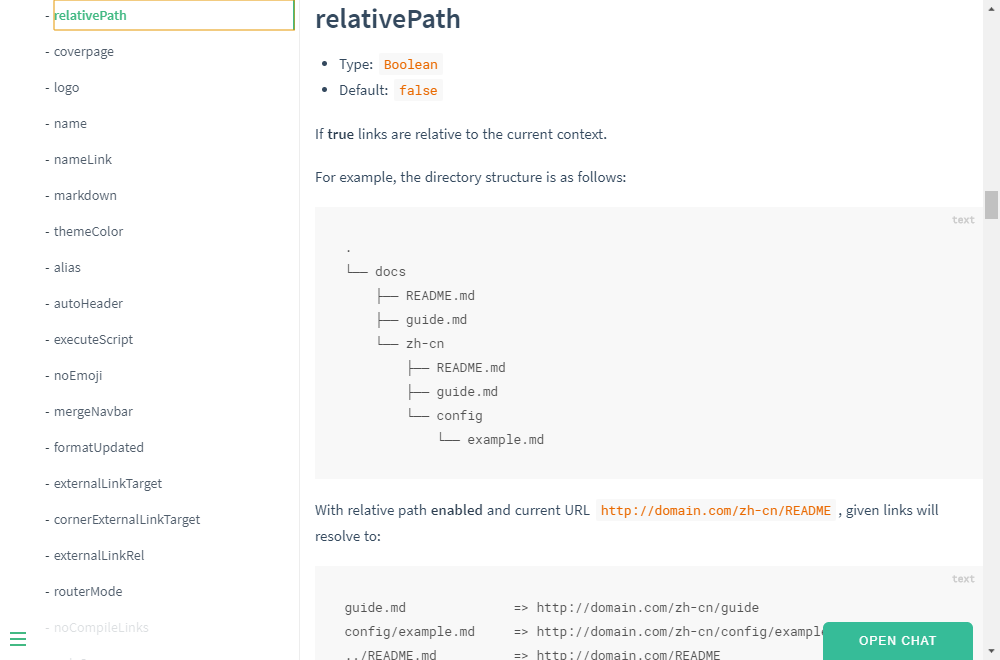 - relativePath
- coverpage
- logo
- name
- nameLink
- markdown
- themeColor
- alias
- autoHeader
- executeScript
- noEmoji
- mergeNavbar
- formatUpdated
- externalLinkTarget
- cornerExternalLinkTarget
- externalLinkRel
- routerMode
- noCompileLinks
relativePath
• Type: Boolean
• Default: false
If true links are relative to the current context.
For example, the directory structure is as follows:
text
.
└── docs
    ├── README.md
    ├── guide.md
    └── zh-cn
        ├── README.md
        ├── guide.md
        └── config
            └── example.md
With relative path enabled and current URL http://domain.com/zh-cn/README , given links will
resolve to:
text
guide.md => http://domain.com/zh-cn/guide
config/example.md => http://domain.com/zh-cn/config/example
../README.md => http://domain.com/README
OPEN CHAT